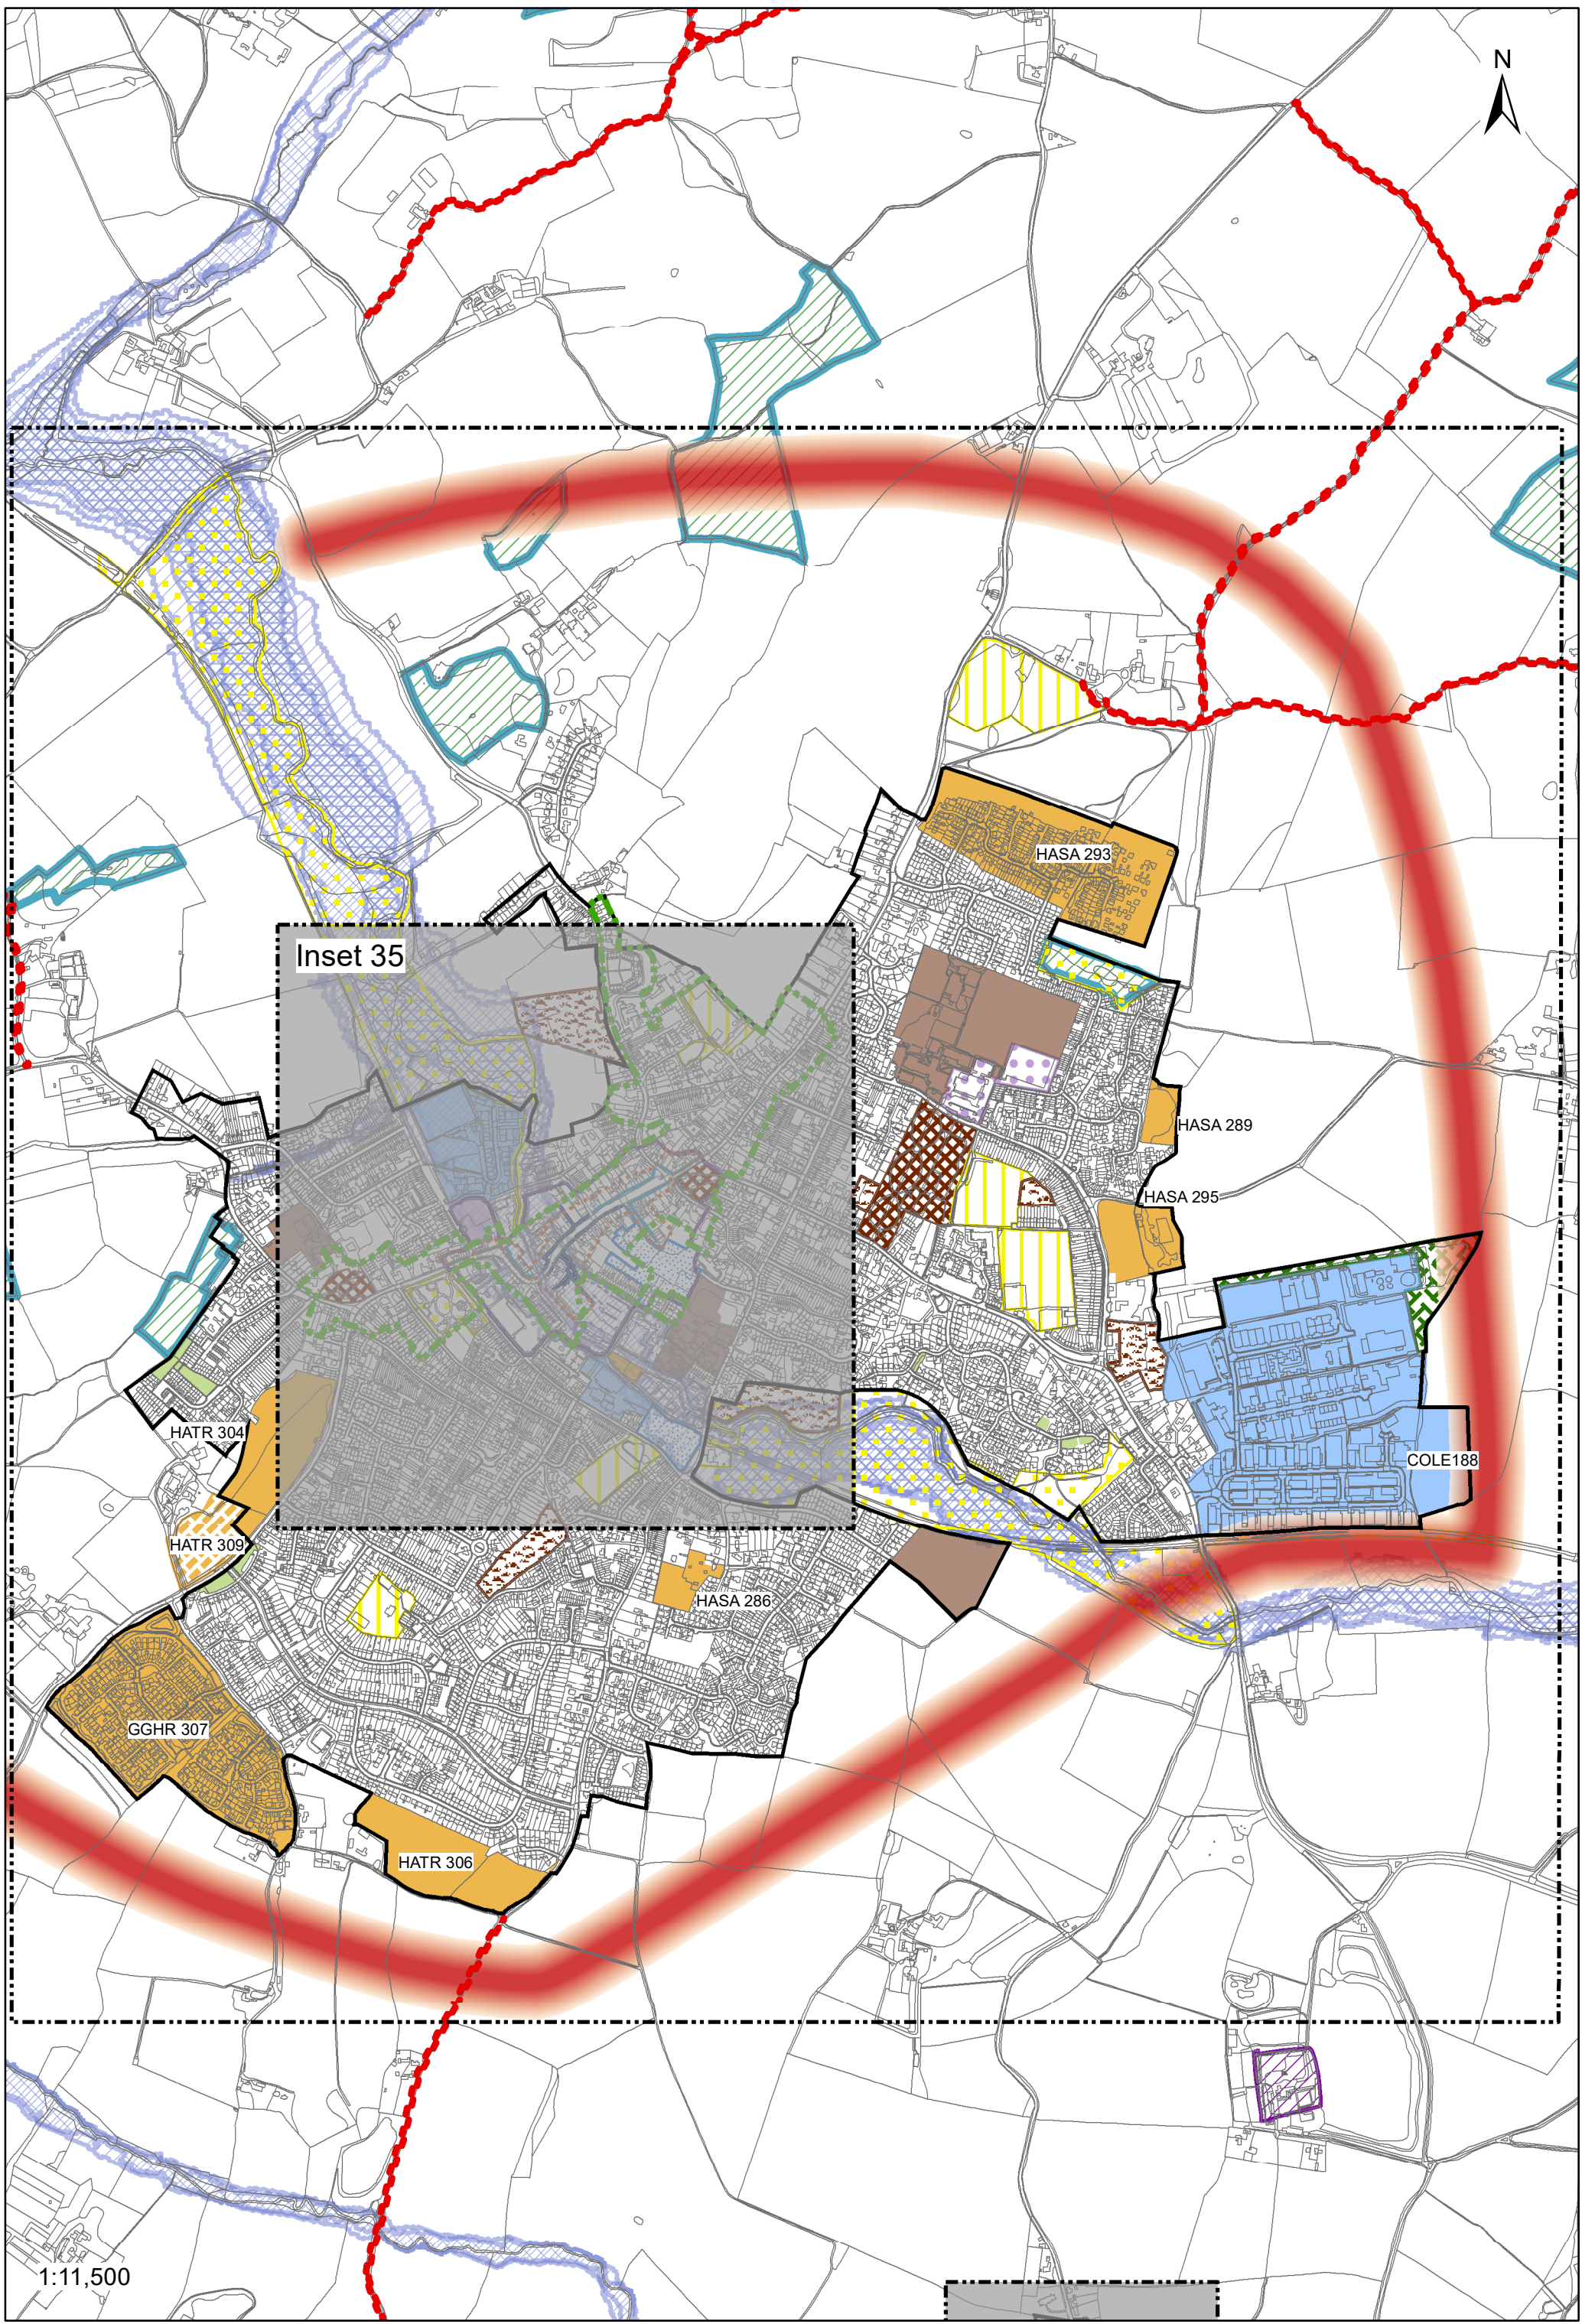 N
HASA 293
Inset 35
HASA 289
HASA 295
HATR 304
COLE188
HATR 309
HASA 286
GGHR 307
HATR 306
1:11,500